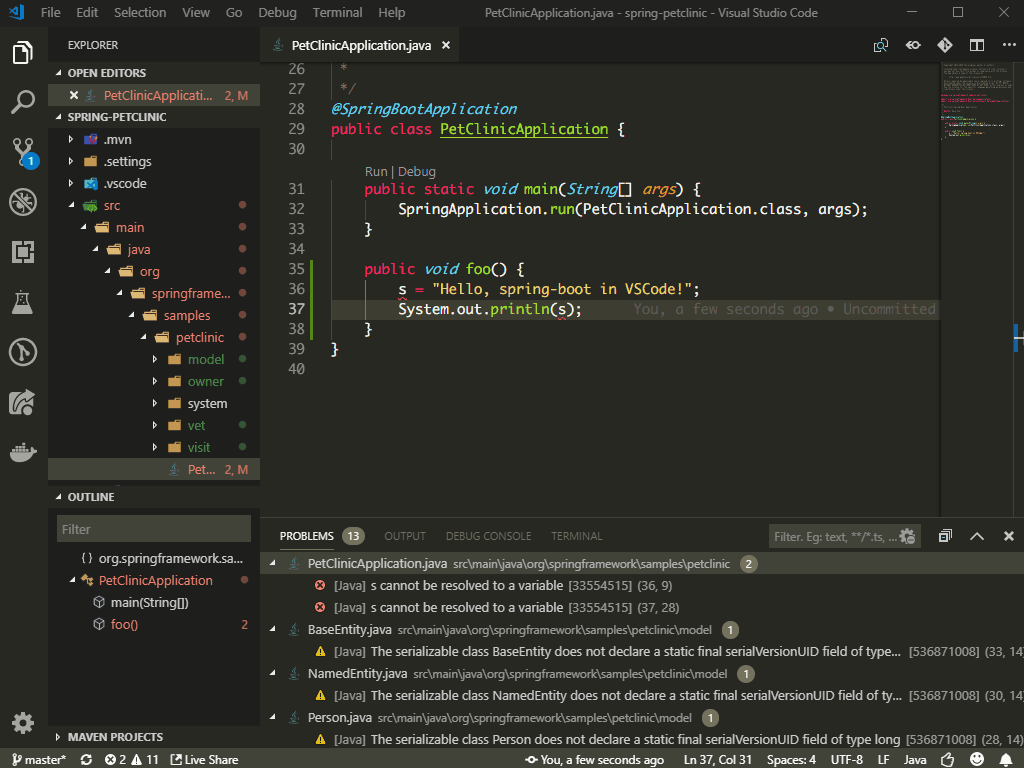 File Edit Selection View Go Debug Terminal Help PetClinicApplication.java - spring-petclinic - Visual Studio Code
EXPLORER
OPEN EDITORS
PetClinicApplicati... 2, M
SPRING-PETCLINIC
.mvn
.settings
.vscode
src
main
java
org
springframe...
samples
petclinic
model
owner
system
vet
visit
Pet... 2, M
1
OUTLINE
Filter
{ } org.springframework.sa...
PetClinicApplication
main(String[])
foo() 2
MAVEN PROJECTS
PetClinicApplication.java
26 *
27 */
28 @SpringBootApplication
29 public class PetClinicApplication {
30
Run | Debug
31 public static void main(String[] args) {
32 SpringApplication.run(PetClinicApplication.class, args);
33 }
34
35 public void foo() {
36 s = "Hello, spring-boot in VSCode!";
37 System.out.println(s); You, a few seconds ago • Uncommitted
38 }
39 }
40
PROBLEMS 13 OUTPUT DEBUG CONSOLE TERMINAL Filter. Eg: text, **/*.ts, ...
PetClinicApplication.java src\main\java\org\springframework\samples\petclinic 2
[Java] s cannot be resolved to a variable [33554515] (36, 9)
[Java] s cannot be resolved to a variable [33554515] (37, 28)
BaseEntity.java src\main\java\org\springframework\samples\petclinic\model 1
[Java] The serializable class BaseEntity does not declare a static final serialVersionUID field of type... [536871008] (33, 14)
NamedEntity.java src\main\java\org\springframework\samples\petclinic\model 1
[Java] The serializable class NamedEntity does not declare a static final serialVersionUID field of ty... [536871008] (30, 14)
Person.java src\main\java\org\springframework\samples\petclinic\model 1
[Java] The serializable class Person does not declare a static final serialVersionUID field of type long [536871008] (28, 14)
master* 2 11 Live Share You, a few seconds ago Ln 37, Col 31 Spaces: 4 UTF-8 LF Java